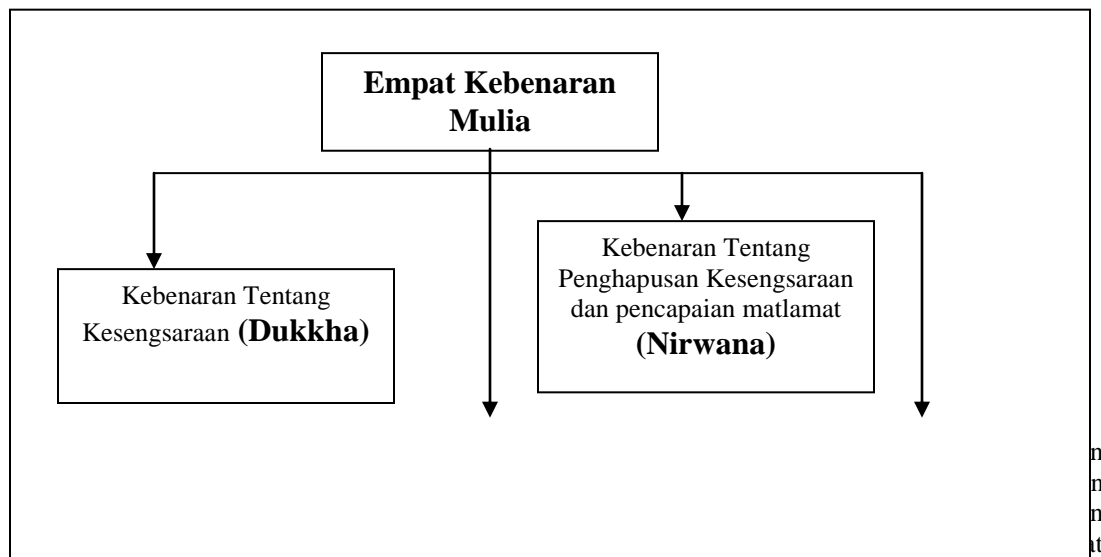 Empat Kebenaran
Mulia
Kebenaran Tentang
Kesengsaraan (Dukkha)
Kebenaran Tentang
Penghapusan Kesengsaraan
dan pencapaian matlamat
(Nirwana)